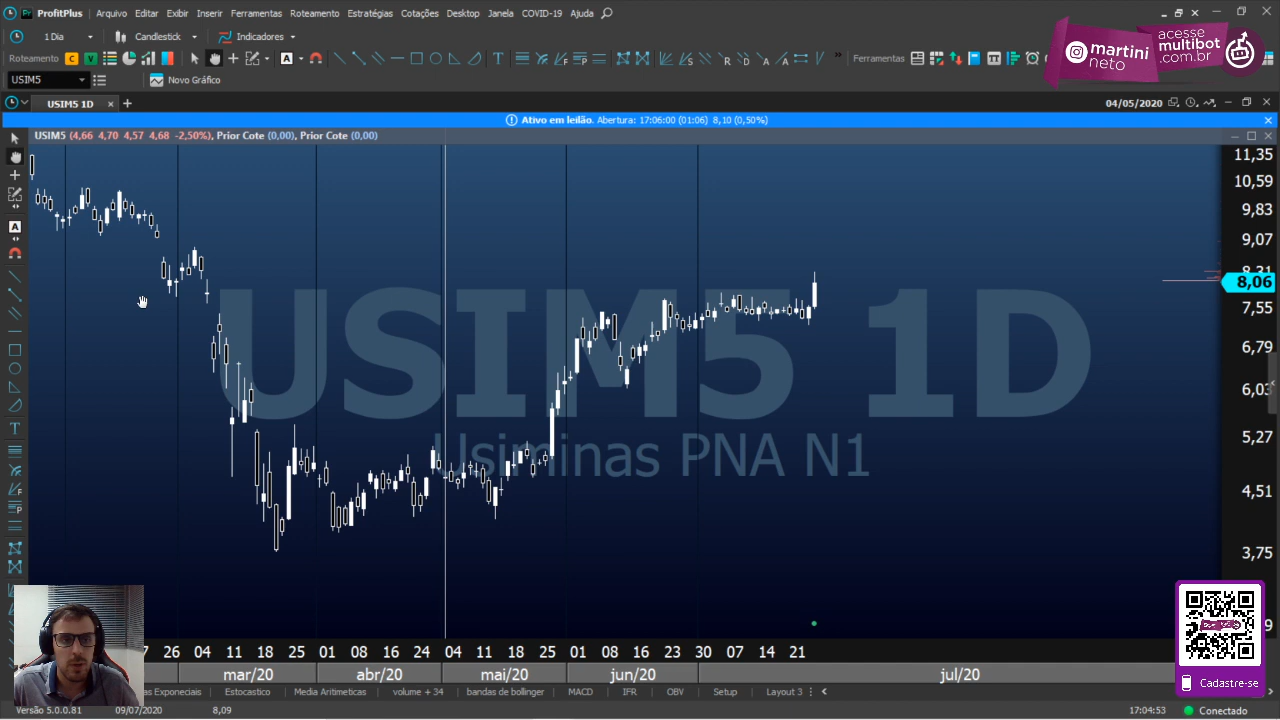 ProfitPlus Arquivo Editar Exibir Inserir Ferramentas Roteamento Estratégias Cotações Desktop Janela COVID-19 Ajuda
1 Dia Candlestick Indicadores
Roteamento C V A T Ferramentas
USIM5 Novo Gráfico
martini
neto
acesse
multibot
.com.br
USIM5 1D 04/05/2020
Ativo em leilão. Abertura: 17:06:00 (01:06) 8,10 (0,50%)
USIM5 (4,66 4,70 4,57 4,68 -2,50%), Prior Cote (0,00), Prior Cote (0,00)
11,35
10,59
9,83
9,07
8,31
8,06
7,55
6,79
6,03
5,27
4,51
3,75
USIM5 1D
Usiminas PNA N1
26 04 11 18 25 01 08 15 22 04 11 18 25 01 08 16 23 30 07 14 21
mar/20 abr/20 mai/20 jun/20 jul/20
as Exponeciais Estocastico Media Aritimeticas volume + 34 bandas de bollinger MACD IFR OBV Setup Layout 3
Cadastre-se
Versão 5.0.0.81 09/07/2020 8,09 17:04:53 Conectado